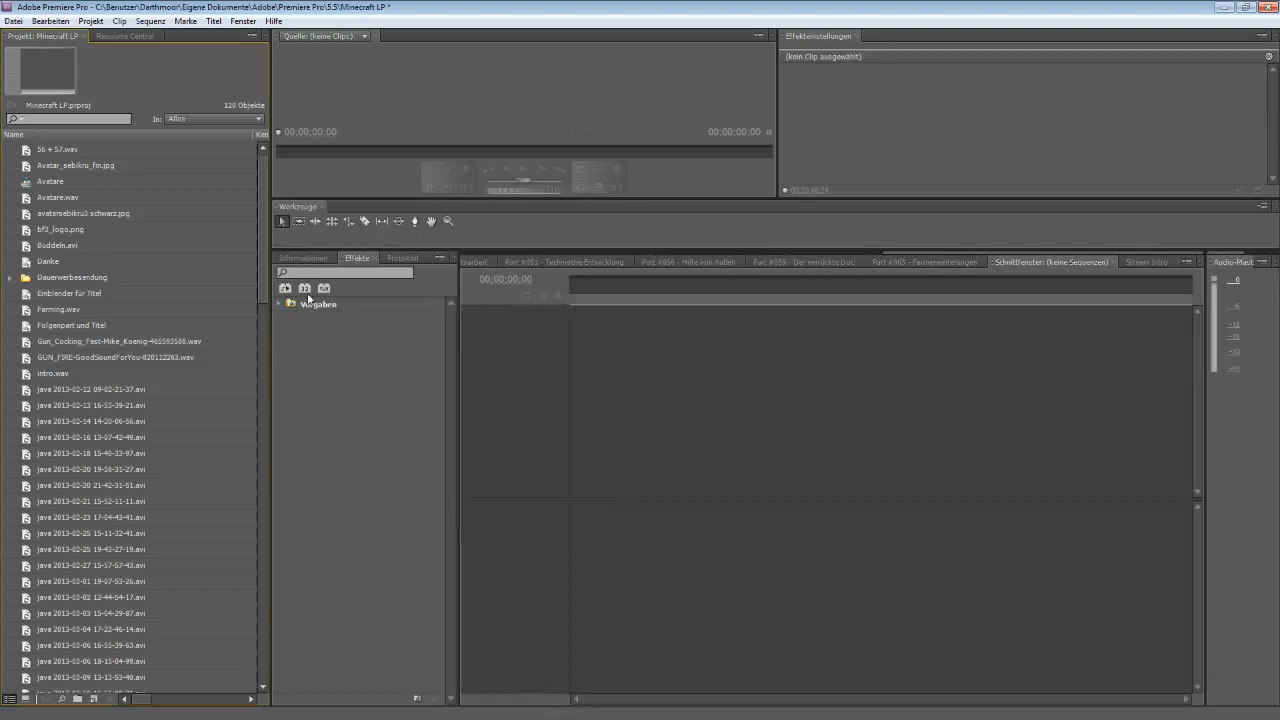 Adobe Premiere Pro - C:\Benutzer\Darthmoor\Eigene Dokumente\Adobe\Premiere Pro\5.5\Minecraft LP *
Datei Bearbeiten Projekt Clip Sequenz Marke Titel Fenster Hilfe
Projekt: Minecraft LP Resource Central
Quelle: (keine Clips)
Effekteinstellungen
(kein Clip ausgewählt)
Minecraft LP.prproj 120 Objekte
In: Alles
Name Ken
56 + 57.wav
Avatar_sebikru_fin.jpg
Avatare
Avatare.wav
avatarsebikru3 schwarz.jpg
bf3_logo.png
Buddeln.avi
Danke
Dauerwerbesendung
Einblender für Titel
Farming.wav
Folgenpart und Titel
Gun_Cocking_Fast-Mike_Koenig-465593588.wav
GUN_FIRE-GoodSoundForYou-820112263.wav
intro.wav
java 2013-02-12 09-02-21-37.avi
java 2013-02-13 16-53-39-21.avi
java 2013-02-14 14-20-06-56.avi
java 2013-02-16 13-07-42-49.avi
java 2013-02-18 15-40-33-97.avi
java 2013-02-20 19-58-31-27.avi
java 2013-02-20 21-42-31-51.avi
java 2013-02-21 15-52-11-11.avi
java 2013-02-23 17-04-43-41.avi
java 2013-02-25 15-11-32-41.avi
java 2013-02-25 19-43-27-19.avi
java 2013-02-27 15-57-57-43.avi
java 2013-03-01 19-07-53-26.avi
java 2013-03-02 12-44-54-17.avi
java 2013-03-03 15-04-29-87.avi
java 2013-03-04 17-22-46-14.avi
java 2013-03-06 16-55-39-63.avi
java 2013-03-06 18-15-04-99.avi
java 2013-03-09 13-13-53-40.avi
00;00;00;00 00;00;00;00
00;20;48;24
Werkzeuge
Informationen Effekte Protokoll
Vorgaben
tsarbert Part #051 - Technische Entwicklung Part #056 - Hilfe von Außen Part #059 - Der verrückte Doc Part #063 - Farmerweiterungen Schnittfenster: (keine Sequenzen) Stream Intro
00;00;00;00
Audio-Mast
0
-6
-12
-18
-30